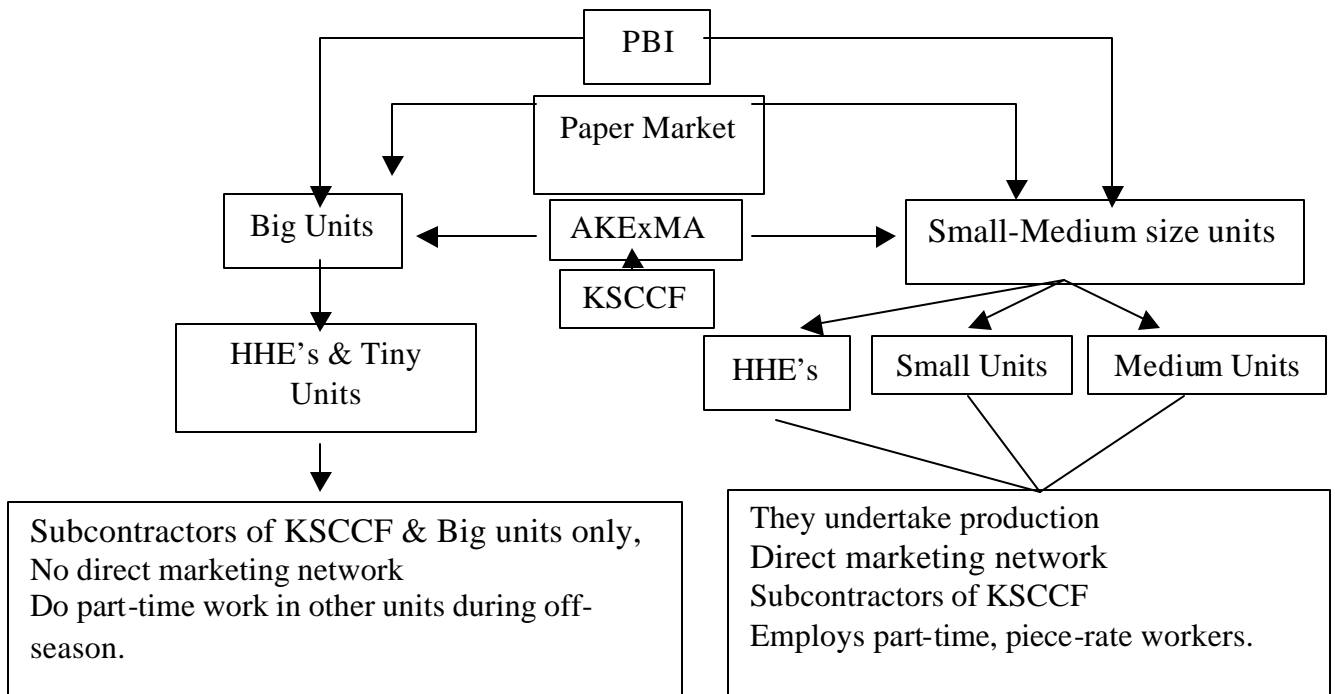 PBI
Paper Market
Big Units
AKExMA
Small-Medium size units
KSCCF
HHE's & Tiny
Units
HHE's
Small Units
Medium Units
Subcontractors of KSCCF & Big units only,
No direct marketing network
Do part-time work in other units during off-
season.
They undertake production
Direct marketing network
Subcontractors of KSCCF
Employs part-time, piece-rate workers.